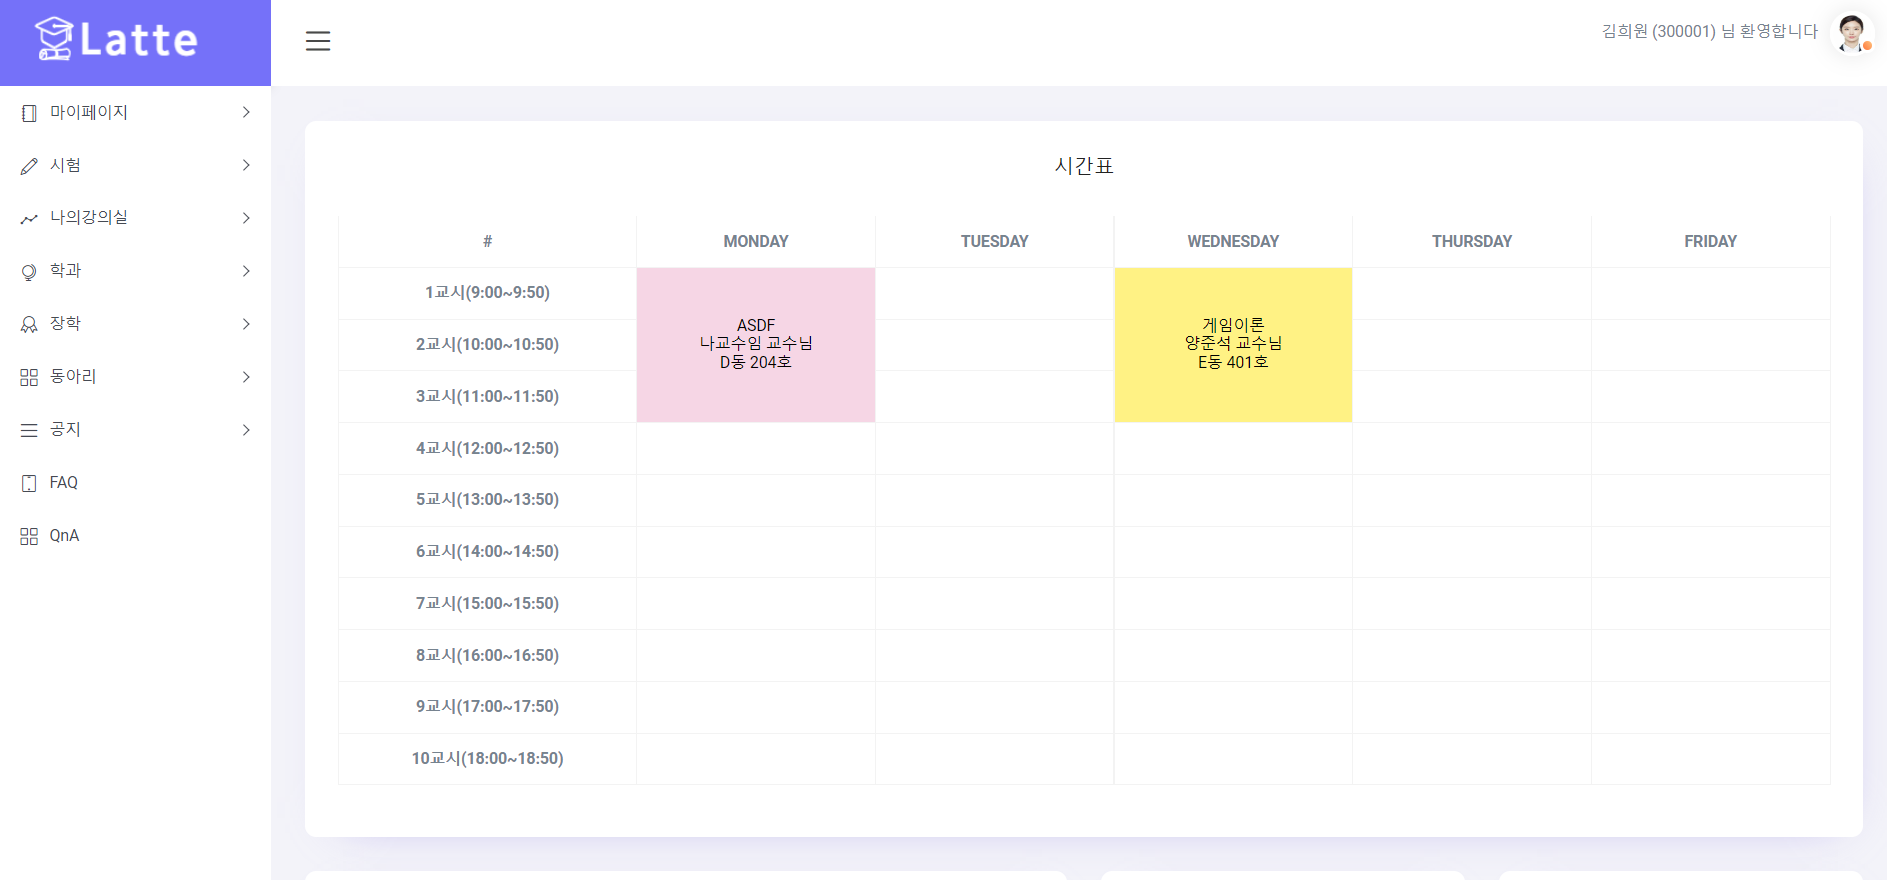 Latte
김희원 (300001) 님 환영합니다
마이페이지
시험
나의강의실
학과
장학
동아리
공지
FAQ
QnA
시간표
# MONDAY TUESDAY WEDNESDAY THURSDAY FRIDAY
1교시(9:00~9:50)
2교시(10:00~10:50)
3교시(11:00~11:50)
4교시(12:00~12:50)
5교시(13:00~13:50)
6교시(14:00~14:50)
7교시(15:00~15:50)
8교시(16:00~16:50)
9교시(17:00~17:50)
10교시(18:00~18:50)
ASDF
나교수임 교수님
D동 204호
게임이론
양준석 교수님
E동 401호